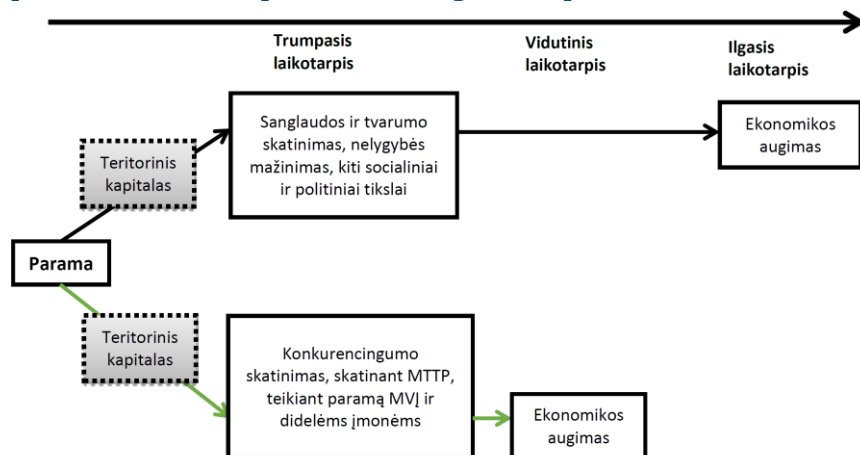 Trumpasis
laikotarpis
Vidutinis
laikotarpis
Ilgasis
laikotarpis
Sanglaudos ir tvarumo
skatinimas, nelygybės
mažinimas, kiti socialiniai
ir politiniai tikslai
Ekonomikos
augimas
Teritorinis
kapitalas
Parama
Teritorinis
kapitalas
Konkurencingumo
skatinimas, skatinant MTTP,
teikiant paramą MVĮ ir
didelėms įmonėms
Ekonomikos
augimas